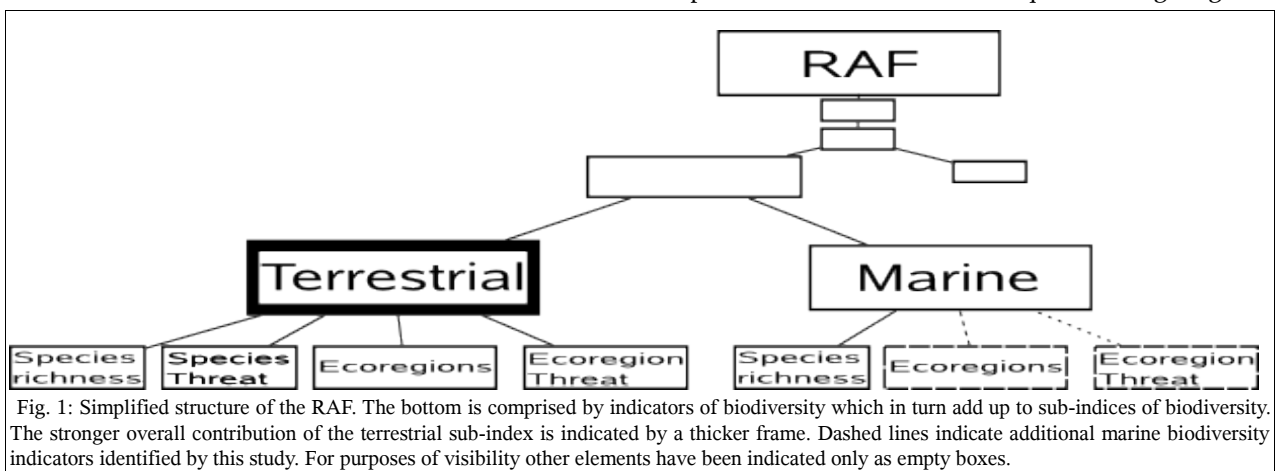 RAF
Terrestrial
Marine
Species richness
Species Threat
Ecoregions
Ecoregion Threat
Species richness
Ecoregions
Ecoregion Threat
Fig. 1: Simplified structure of the RAF. The bottom is comprised by indicators of biodiversity which in turn add up to sub-indices of biodiversity.
The stronger overall contribution of the terrestrial sub-index is indicated by a thicker frame. Dashed lines indicate additional marine biodiversity
indicators identified by this study. For purposes of visibility other elements have been indicated only as empty boxes.